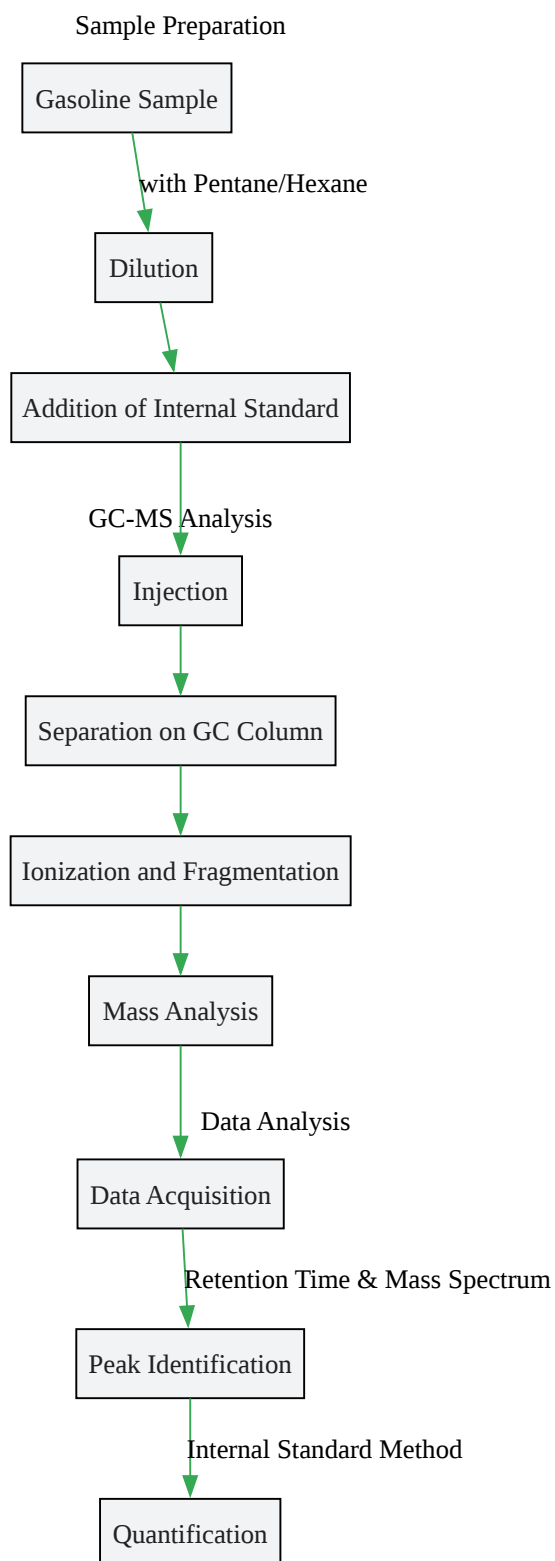 Sample Preparation
Gasoline Sample
with Pentane/Hexane
Dilution
Addition of Internal Standard
GC-MS Analysis
Injection
Separation on GC Column
Ionization and Fragmentation
Mass Analysis
Data Analysis
Data Acquisition
Retention Time & Mass Spectrum
Peak Identification
Internal Standard Method
Quantification